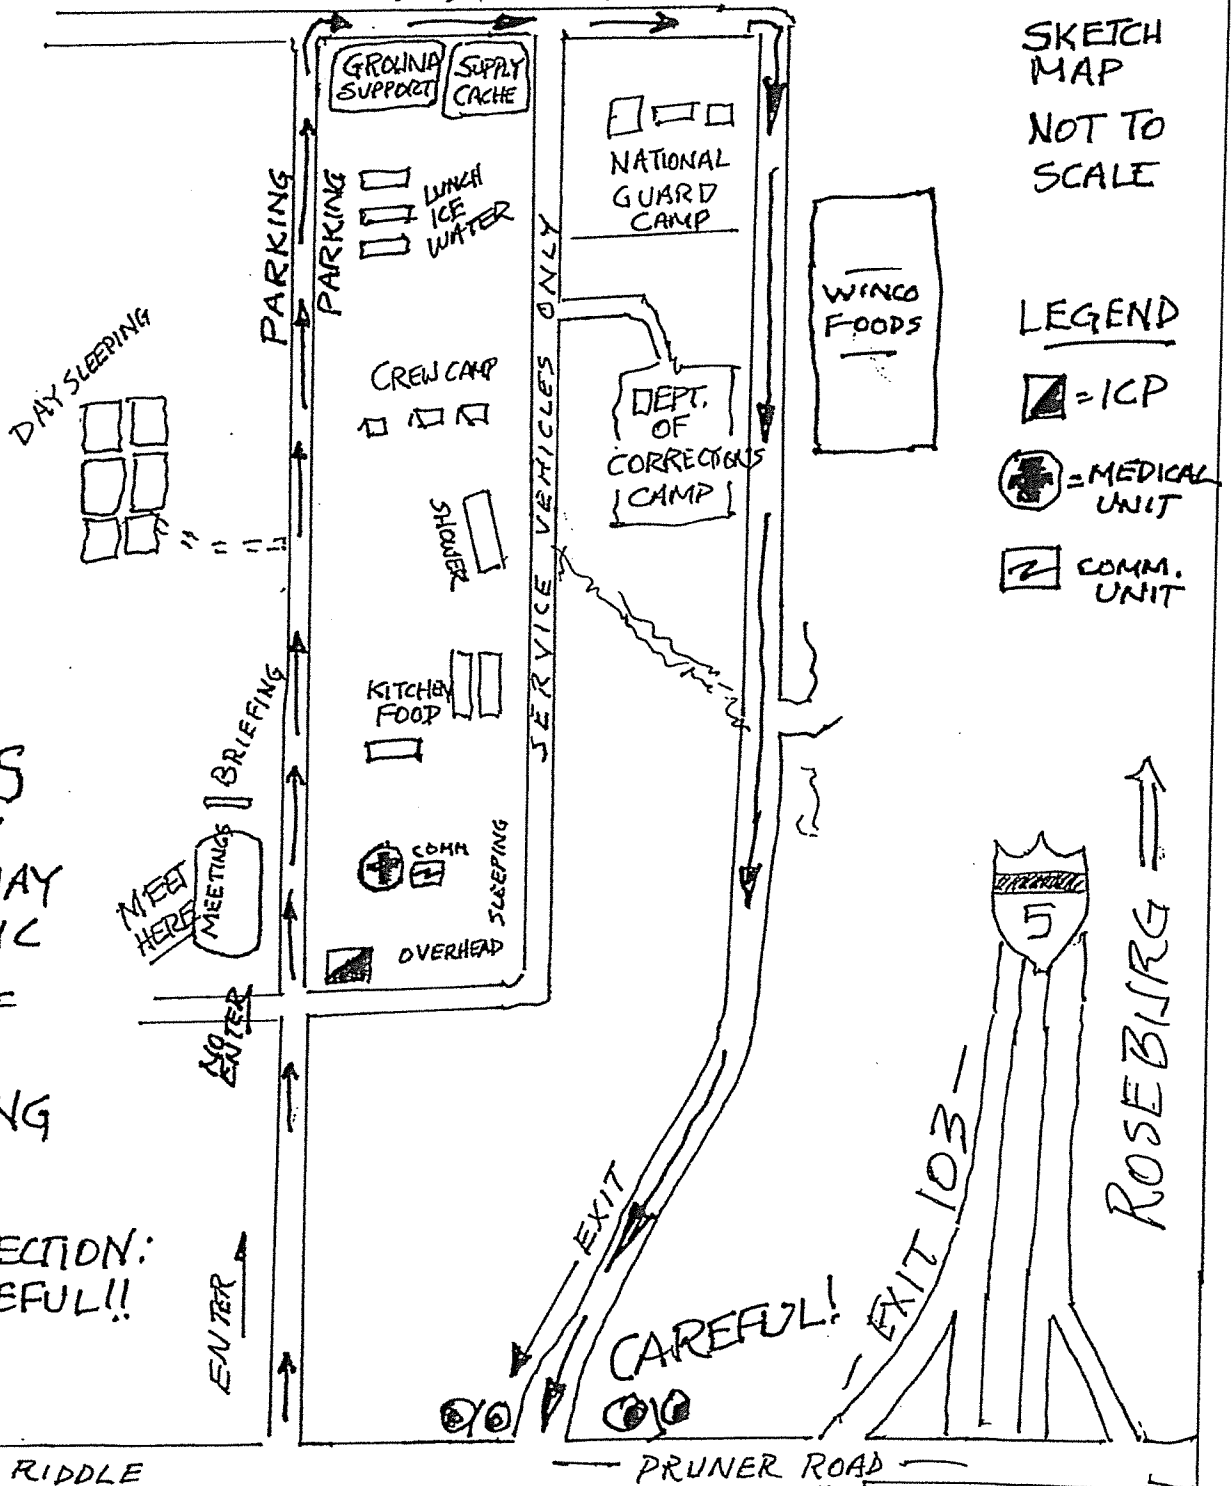 SKETCH
MAP
NOT TO
SCALE
GROUND
SUPPORT
SUPPLY
CACHE
NATIONAL
GUARD
CAMP
LUNCH
ICE
WATER
PARKING
PARKING
WINCO
FOODS
LEGEND
= ICP
= MEDICAL
UNIT
COMM.
UNIT
DAY SLEEPING
CREW CAMP
DEPT.
OF
CORRECTIONS
CAMP
SERVICE VEHICLES ONLY
SHOWER
KITCHEN
FOOD
BRIEFING
MEETINGS
MEET
HERE
COMM
SLEEPING
OVERHEAD
5
ROSEBURG
NO
ENTER
NG
ECTION:
EFUL!!
ENTER
EXIT
CAREFUL!
— EXIT 103 —
RIDDLE
— PRUNER ROAD —